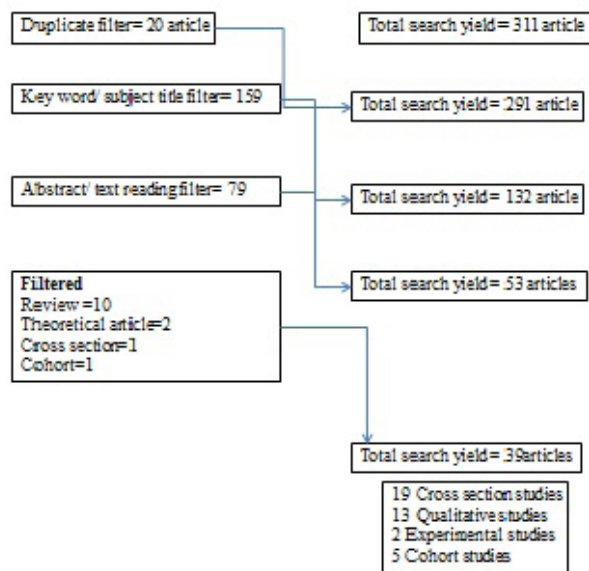 Duplicate filter= 20 article
Total search yield= 311 article
Key word/ subject title filter= 159
Total search yield= 291 article
Abstract/ text reading filter= 79
Total search yield= 132 article
Total search yield= 53 articles
Filtered
Review =10
Theoretical article=2
Cross section=1
Cohort=1
Total search yield= 39articles
19 Cross section studies
13 Qualitative studies
2 Experimental studies
5 Cohort studies